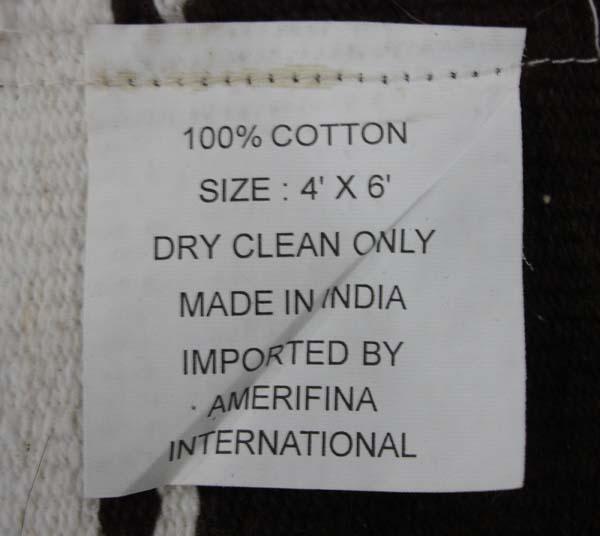 100% COTTON
SIZE : 4' X 6'
DRY CLEAN ONLY
MADE IN INDIA
IMPORTED BY
AMERIFINA
INTERNATIONAL